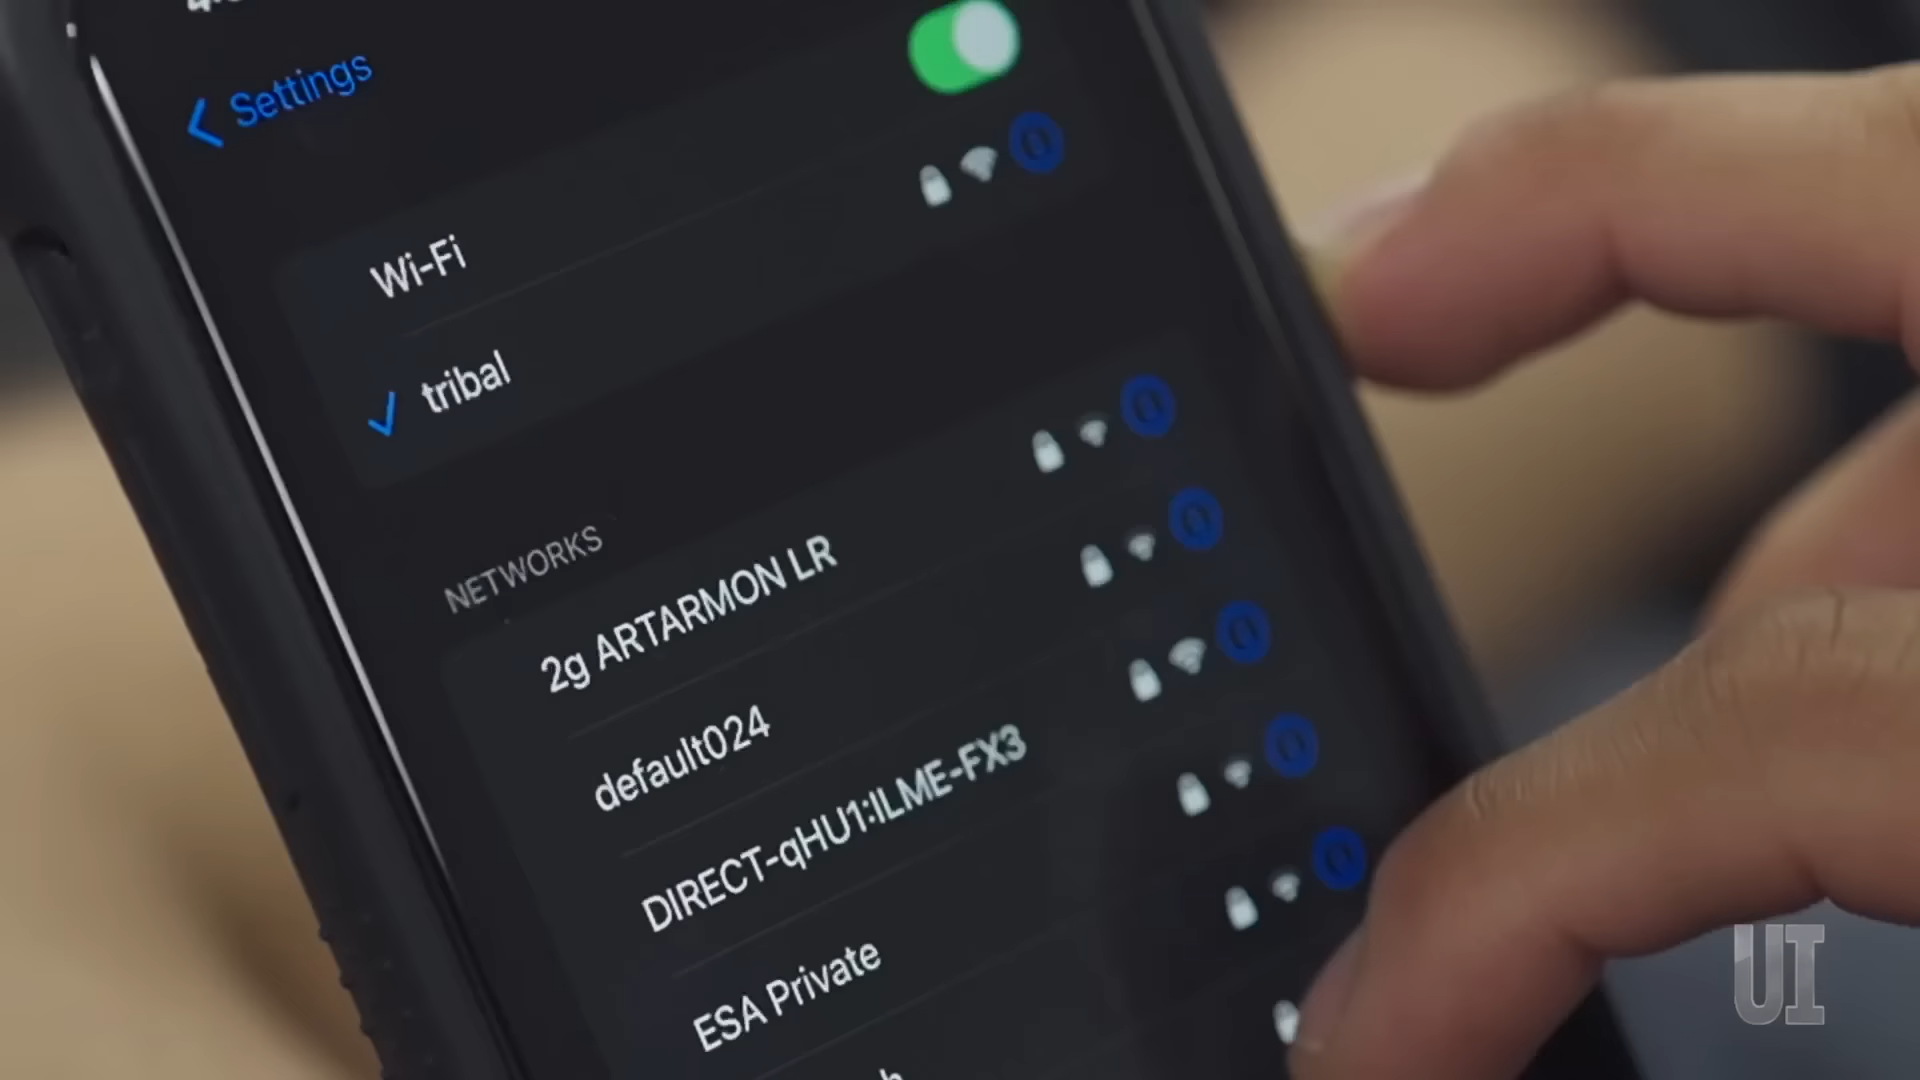 Settings
Wi-Fi
tribal
NETWORKS
2g ARTARMON LR
default024
DIRECT-qHU1:ILME-FX3
ESA Private
UI